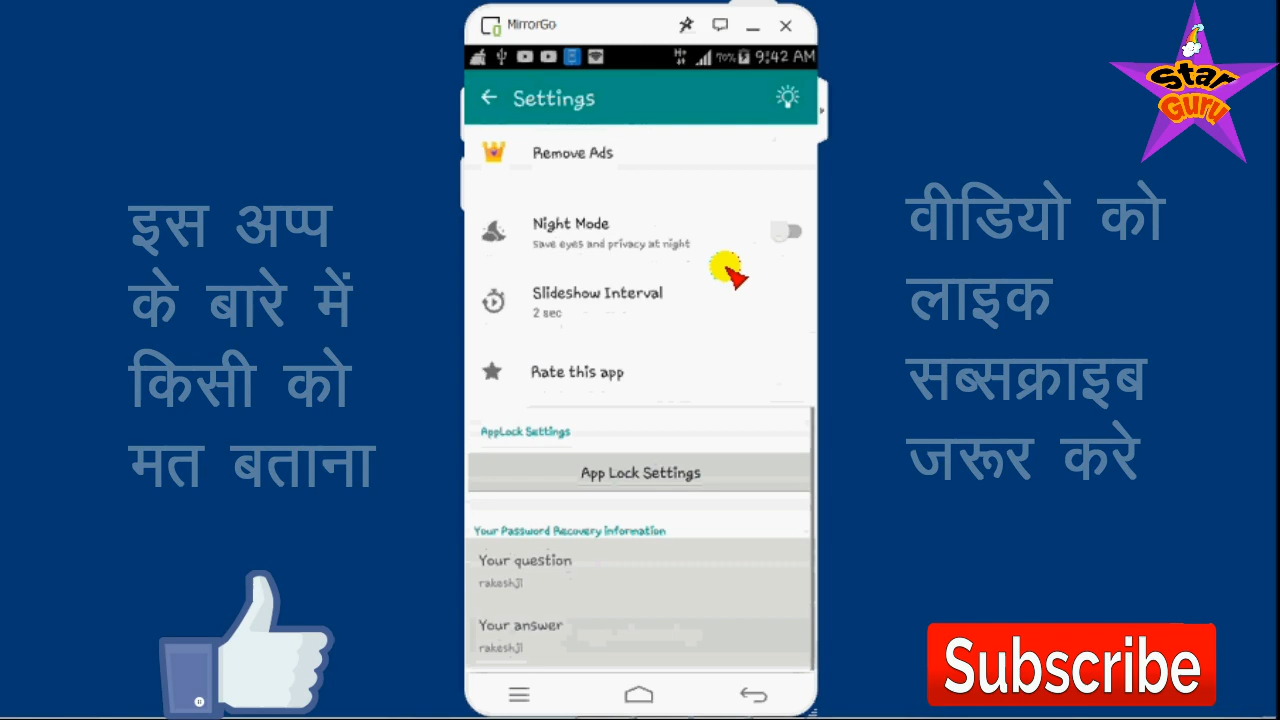 MirrorGo
70% 9:42 AM
Settings
Star
Guru
Remove Ads
Night Mode
save eyes and privacy at night
Slideshow Interval
2 sec
Rate this app
AppLock Settings
App Lock Settings
Your Password Recovery information
Your question
rakeshji
Your answer
rakeshji
इस अप्प
के बारे में
किसी को
मत बताना
वीडियो को
लाइक
सब्सक्राइब
जरूर करे
Subscribe